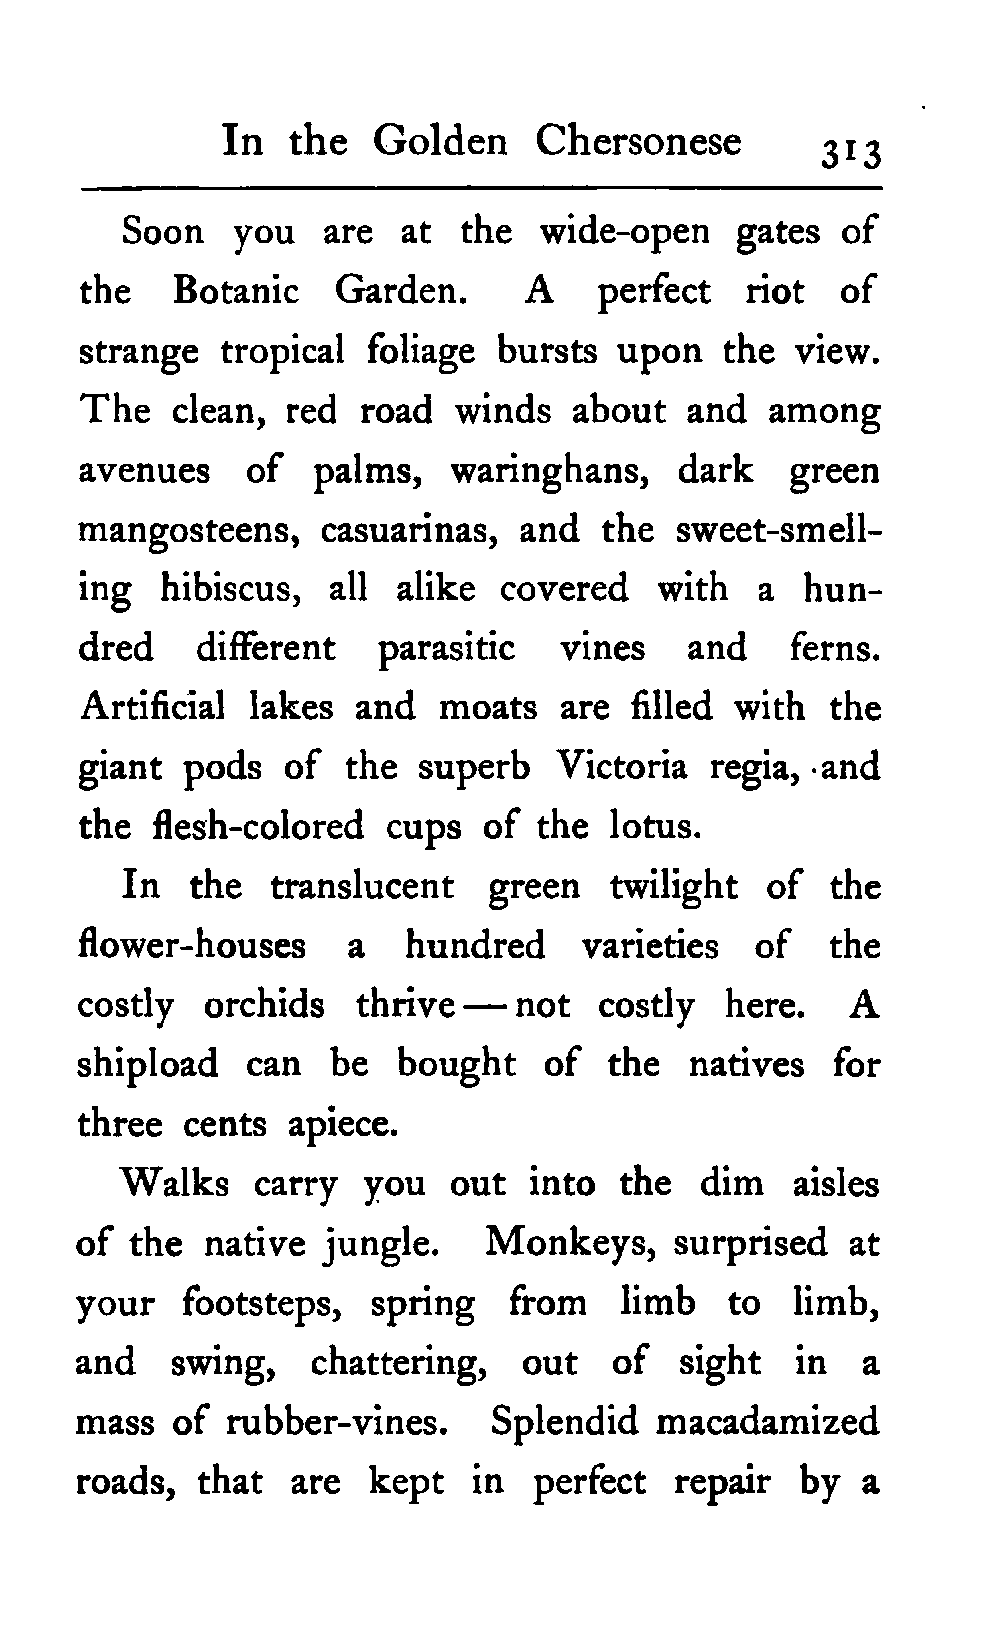 In the Golden Chersonese 313
Soon you are at the wide-open gates of
the Botanic Garden. A perfect riot of
strange tropical foliage bursts upon the view.
The clean, red road winds about and among
avenues of palms, waringhans, dark green
mangosteens, casuarinas, and the sweet-smell-
ing hibiscus, all alike covered with a hun-
dred different parasitic vines and ferns.
Artificial lakes and moats are filled with the
giant pods of the superb Victoria regia, and
the flesh-colored cups of the lotus.
In the translucent green twilight of the
flower-houses a hundred varieties of the
costly orchids thrive — not costly here. A
shipload can be bought of the natives for
three cents apiece.
Walks carry you out into the dim aisles
of the native jungle. Monkeys, surprised at
your footsteps, spring from limb to limb,
and swing, chattering, out of sight in a
mass of rubber-vines. Splendid macadamized
roads, that are kept in perfect repair by a